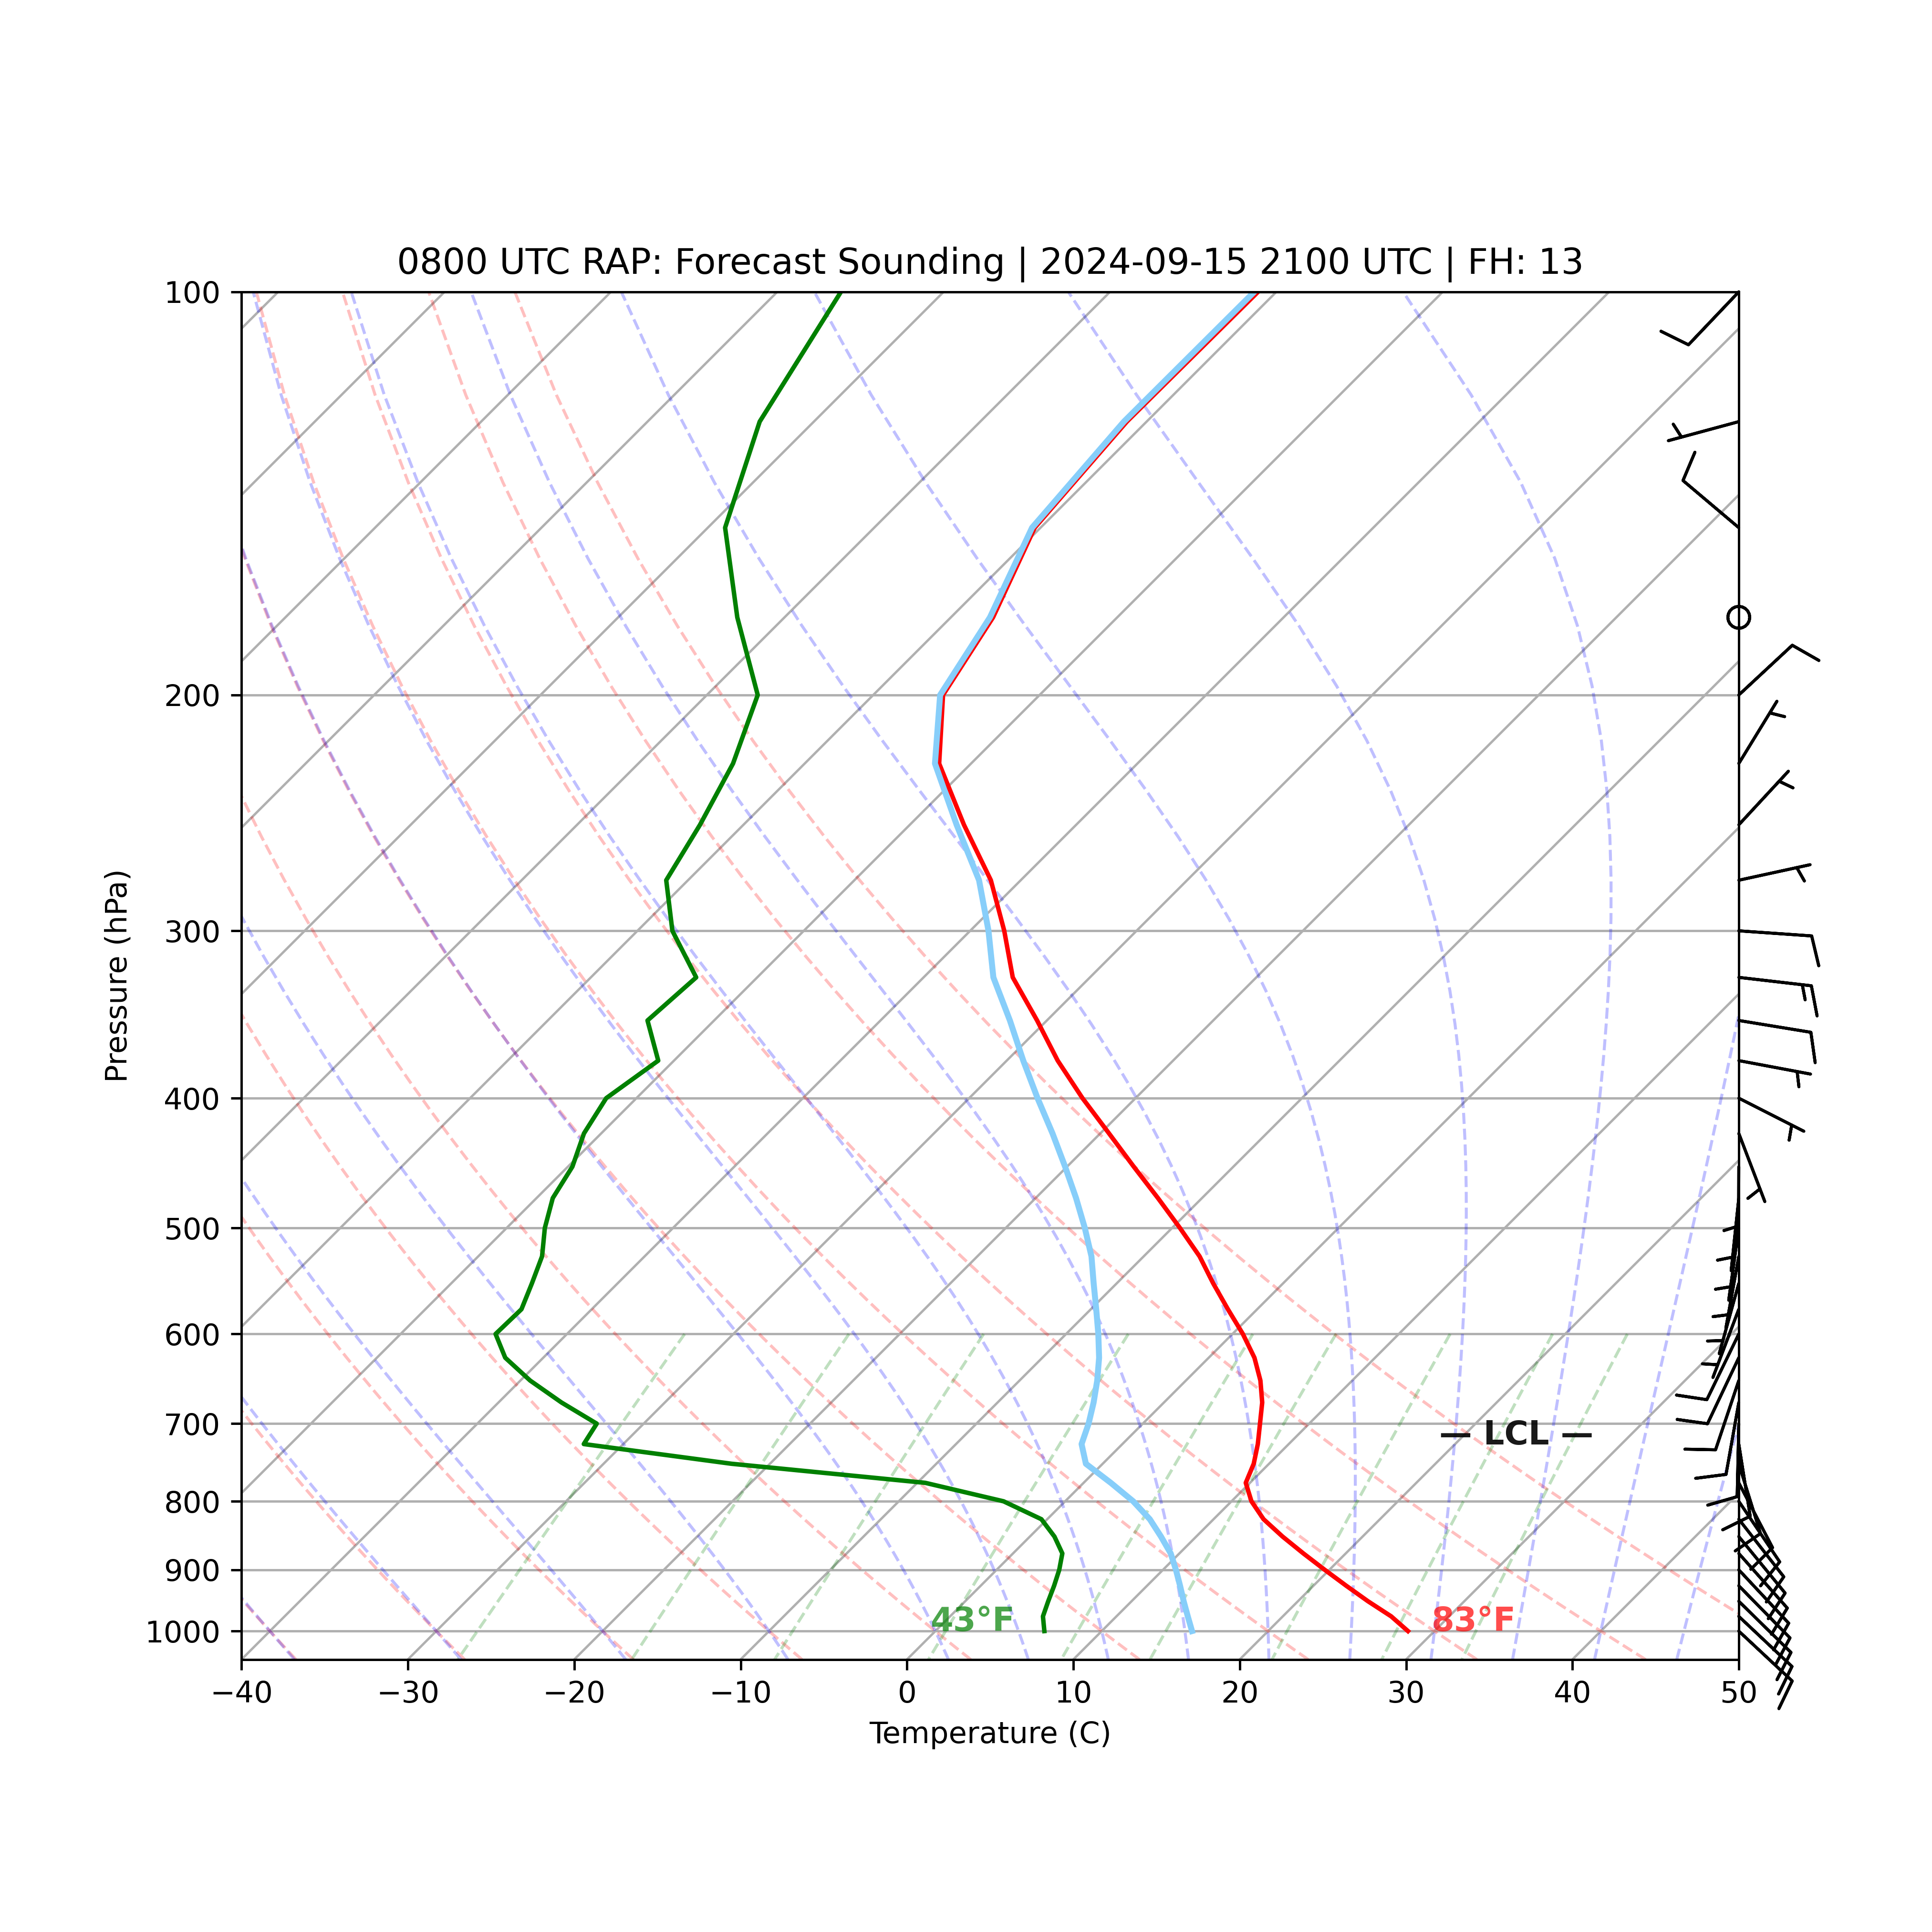 0800 UTC RAP: Forecast Sounding | 2024-09-15 2100 UTC | FH: 13
100
200
300
400
500
600
700
800
900
1000
Pressure (hPa)
— LCL —
43°F
83°F
−40 −30 −20 −10 0 10 20 30 40 50
Temperature (C)